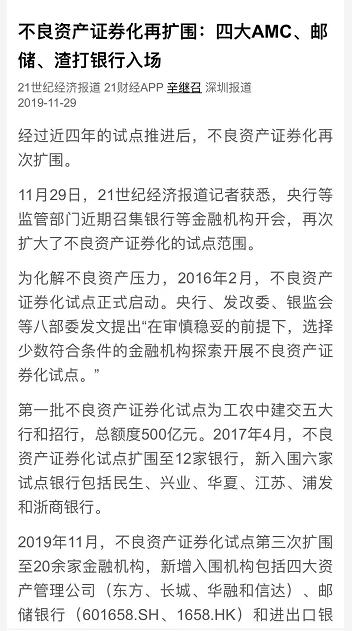 不良资产证券化再扩围：四大AMC、邮
储、渣打银行入场
21世纪经济报道 21财经APP 辛继召 深圳报道
2019-11-29
经过近四年的试点推进后，不良资产证券化再
次扩围。
11月29日，21世纪经济报道记者获悉，央行等
监管部门近期召集银行等金融机构开会，再次
扩大了不良资产证券化的试点范围。
为化解不良资产压力，2016年2月，不良资产
证券化试点正式启动。央行、发改委、银监会
等八部委发文提出“在审慎稳妥的前提下，选择
少数符合条件的金融机构探索开展不良资产证
券化试点。”
第一批不良资产证券化试点为工农中建交五大
行和招行，总额度500亿元。2017年4月，不良
资产证券化试点扩围至12家银行，新入围六家
试点银行包括民生、兴业、华夏、江苏、浦发
和浙商银行。
2019年11月，不良资产证券化试点第三次扩围
至20余家金融机构，新增入围机构包括四大资
产管理公司（东方、长城、华融和信达）、邮
储银行（601658.SH、1658.HK）和进出口银